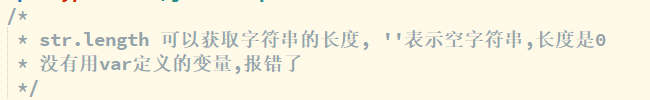 /*
* str.length 可以获取字符串的长度, ''表示空字符串,长度是0
* 没有用var定义的变量,报错了
*/